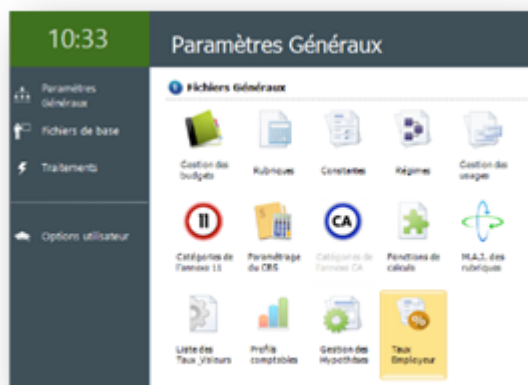 10:33
Paramètres Généraux
Paramètres
Généraux
Fichiers de base
Traitements
Options utilisateur
Fichiers Généraux
Gestion des
budgets
Rubriques
Constantes
Régimes
Gestion des
usages
11
Catégories de
l'annexe 11
Paramétrage
du CBS
CA
Catégories de
l'annexe CA
Fonctions de
calculs
M.A.J. des
rubriques
Liste des
Taux_Valeurs
Profils
comptables
Gestion des
Hypothèses
Taux
Employeur